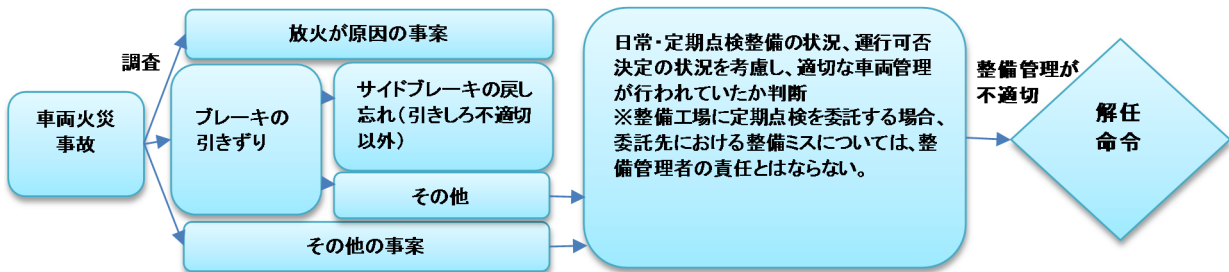 車両火災
事故
調査
放火が原因の事案
ブレーキの
引きずり
サイドブレーキの戻し
忘れ（引きしろ不適切
以外）
その他
その他の事案
日常・定期点検整備の状況、運行可否
決定の状況を考慮し、適切な車両管理
が行われていたか判断
※整備工場に定期点検を委託する場合、
委託先における整備ミスについては、整
備管理者の責任とはならない。
整備管理が
不適切
解任
命令